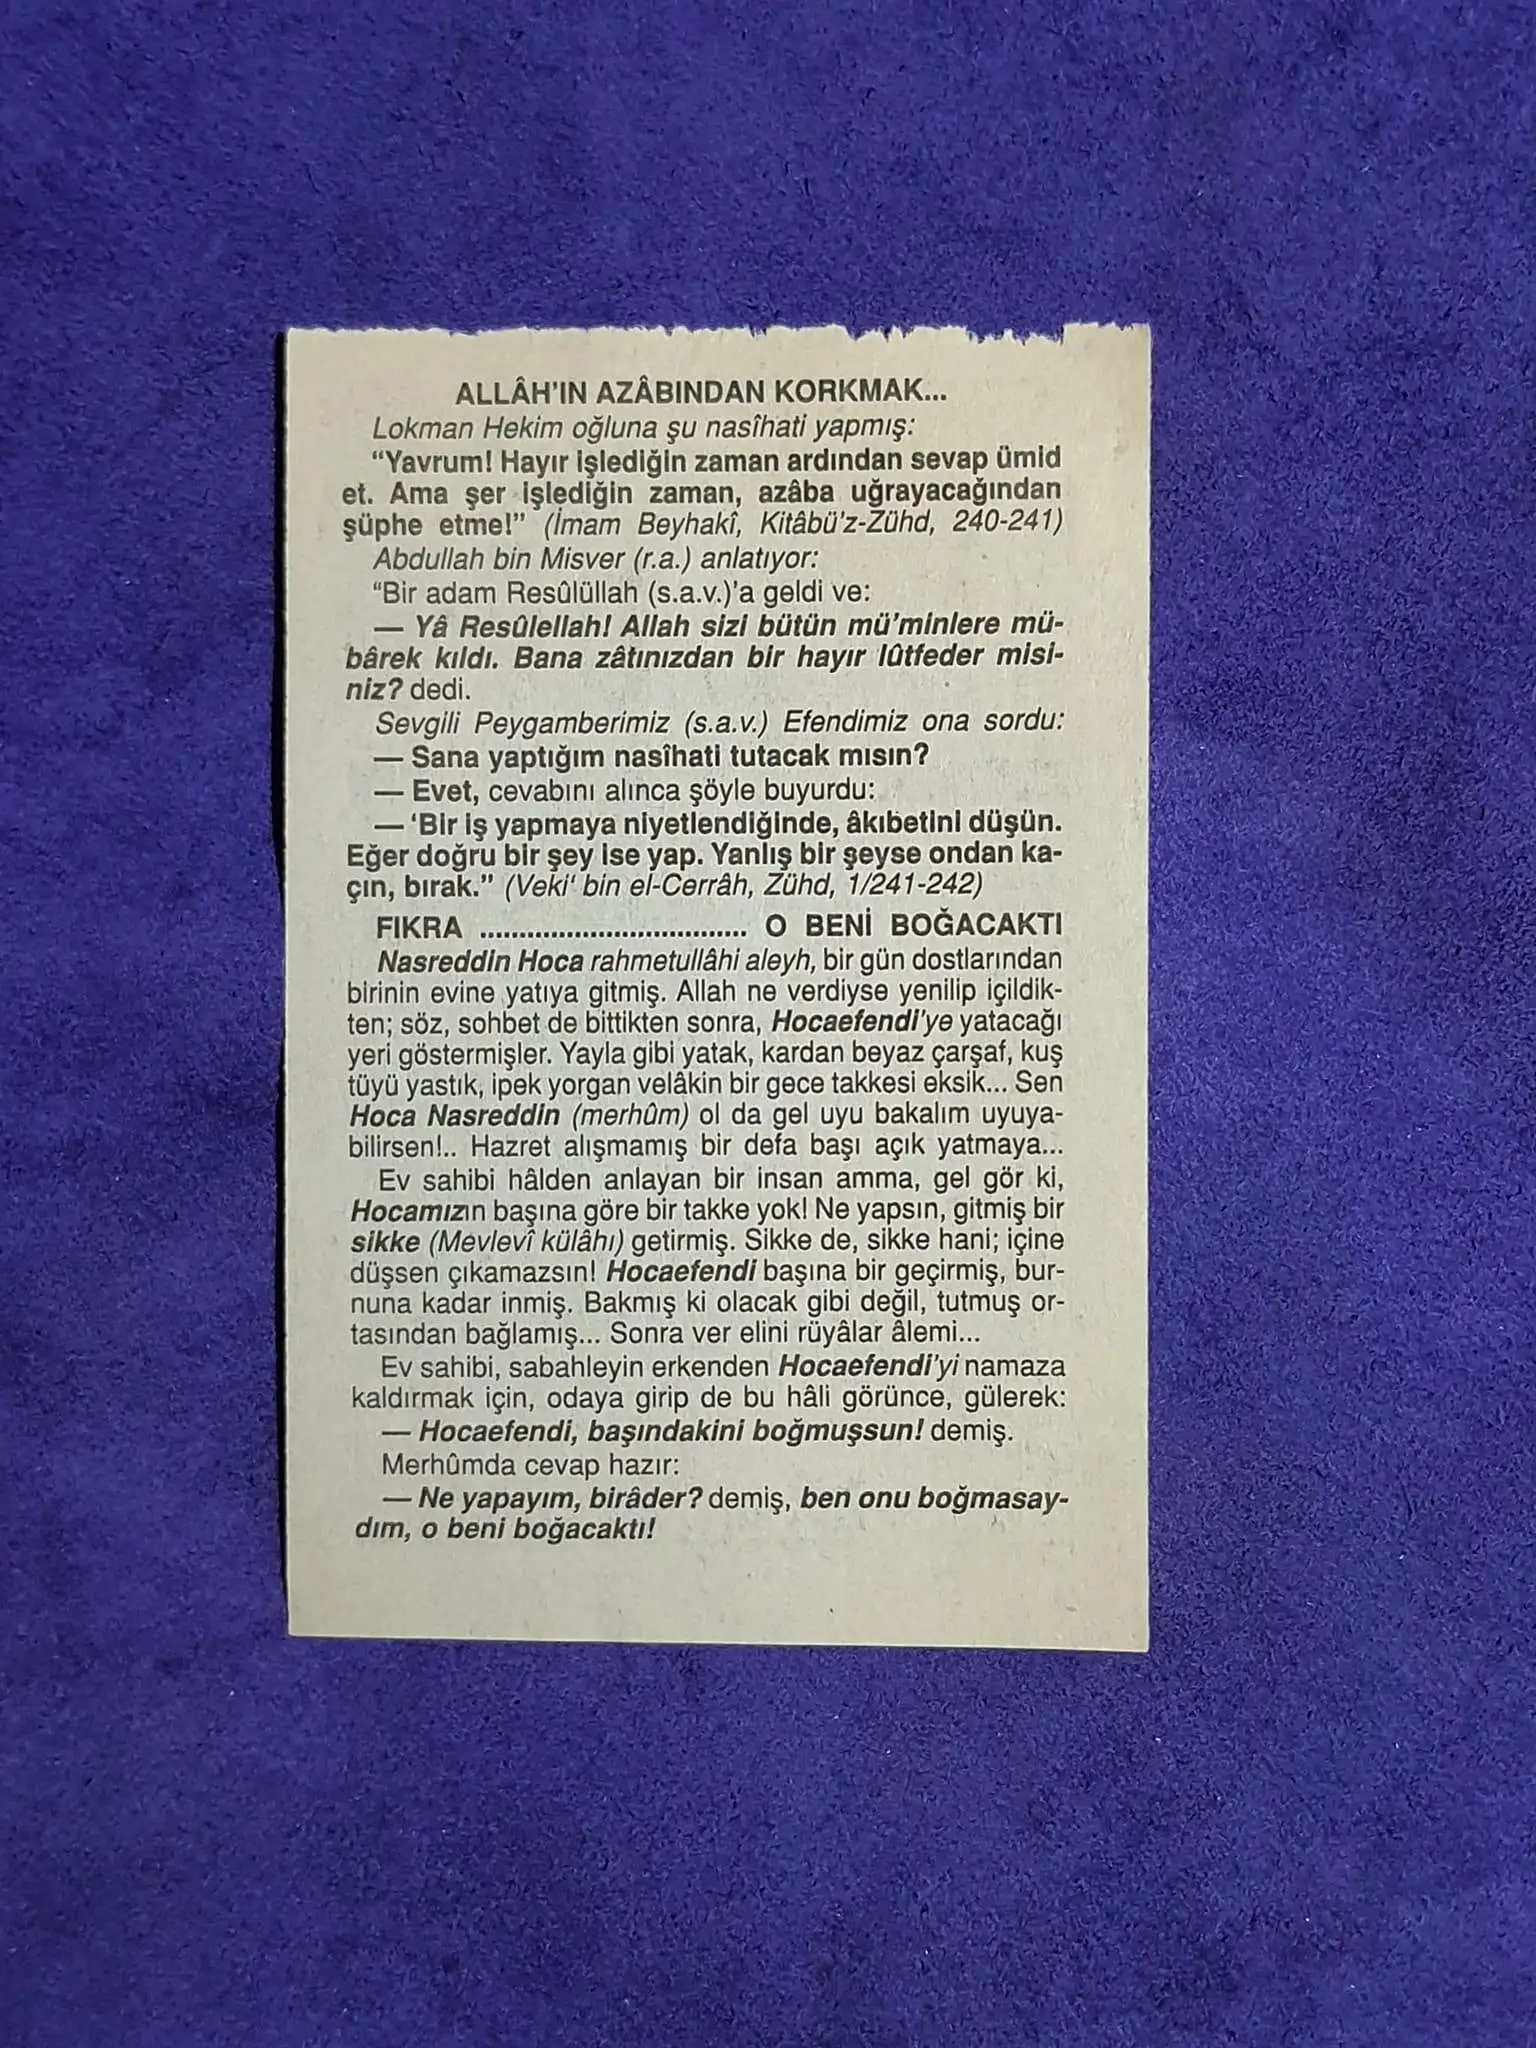 ALLÂH'IN AZÂBINDAN KORKMAK...
Lokman Hekim oğluna şu nasîhati yapmış:
“Yavrum! Hayır işlediğin zaman ardından sevap ümid
et. Ama şer işlediğin zaman, azâba uğrayacağından
şüphe etme!” (İmam Beyhakî, Kitâbü'z-Zühd, 240-241)
Abdullah bin Misver (r.a.) anlatıyor:
“Bir adam Resûlüllah (s.a.v.)'a geldi ve:
— Yâ Resûlellah! Allah sizi bütün mü'minlere mü-
bârek kıldı. Bana zâtınızdan bir hayır lûtfeder misi-
niz? dedi.
Sevgili Peygamberimiz (s.a.v.) Efendimiz ona sordu:
— Sana yaptığım nasîhati tutacak mısın?
— Evet, cevabını alınca şöyle buyurdu:
— ‘Bir iş yapmaya niyetlendiğinde, âkıbetini düşün.
Eğer doğru bir şey ise yap. Yanlış bir şeyse ondan ka-
çın, bırak.” (Veki‘ bin el-Cerrâh, Zühd, 1/241-242)
FIKRA .................................. O BENİ BOĞACAKTI
Nasreddin Hoca rahmetullâhi aleyh, bir gün dostlarından
birinin evine yatıya gitmiş. Allah ne verdiyse yenilip içildik-
ten; söz, sohbet de bittikten sonra, Hocaefendi'ye yatacağı
yeri göstermişler. Yayla gibi yatak, kardan beyaz çarşaf, kuş
tüyü yastık, ipek yorgan velâkin bir gece takkesi eksik... Sen
Hoca Nasreddin (merhûm) ol da gel uyu bakalım uyuya-
bilirsen!.. Hazret alışmamış bir defa başı açık yatmaya...
Ev sahibi hâlden anlayan bir insan amma, gel gör ki,
Hocamızın başına göre bir takke yok! Ne yapsın, gitmiş bir
sikke (Mevlevî külâhı) getirmiş. Sikke de, sikke hani; içine
düşsen çıkamazsın! Hocaefendi başına bir geçirmiş, bur-
nuna kadar inmiş. Bakmış ki olacak gibi değil, tutmuş or-
tasından bağlamış... Sonra ver elini rüyâlar âlemi...
Ev sahibi, sabahleyin erkenden Hocaefendi'yi namaza
kaldırmak için, odaya girip de bu hâli görünce, gülerek:
— Hocaefendi, başındakini boğmuşsun! demiş.
Merhûmda cevap hazır:
— Ne yapayım, birâder? demiş, ben onu boğmasay-
dım, o beni boğacaktı!